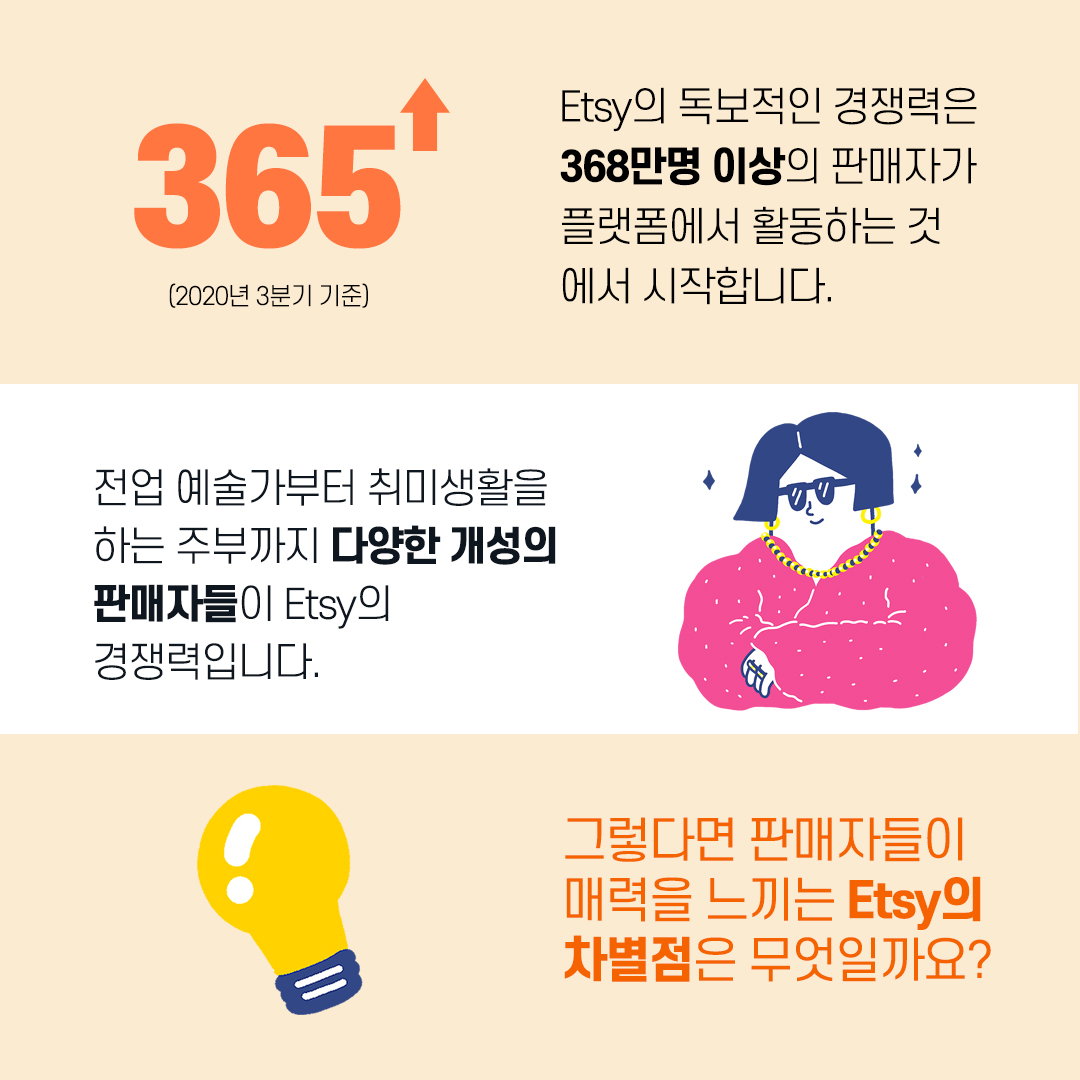 365
(2020년 3분기 기준)
Etsy의 독보적인 경쟁력은
368만명 이상의 판매자가
플랫폼에서 활동하는 것
에서 시작합니다.
전업 예술가부터 취미생활을
하는 주부까지 다양한 개성의
판매자들이 Etsy의
경쟁력입니다.
그렇다면 판매자들이
매력을 느끼는 Etsy의
차별점은 무엇일까요?